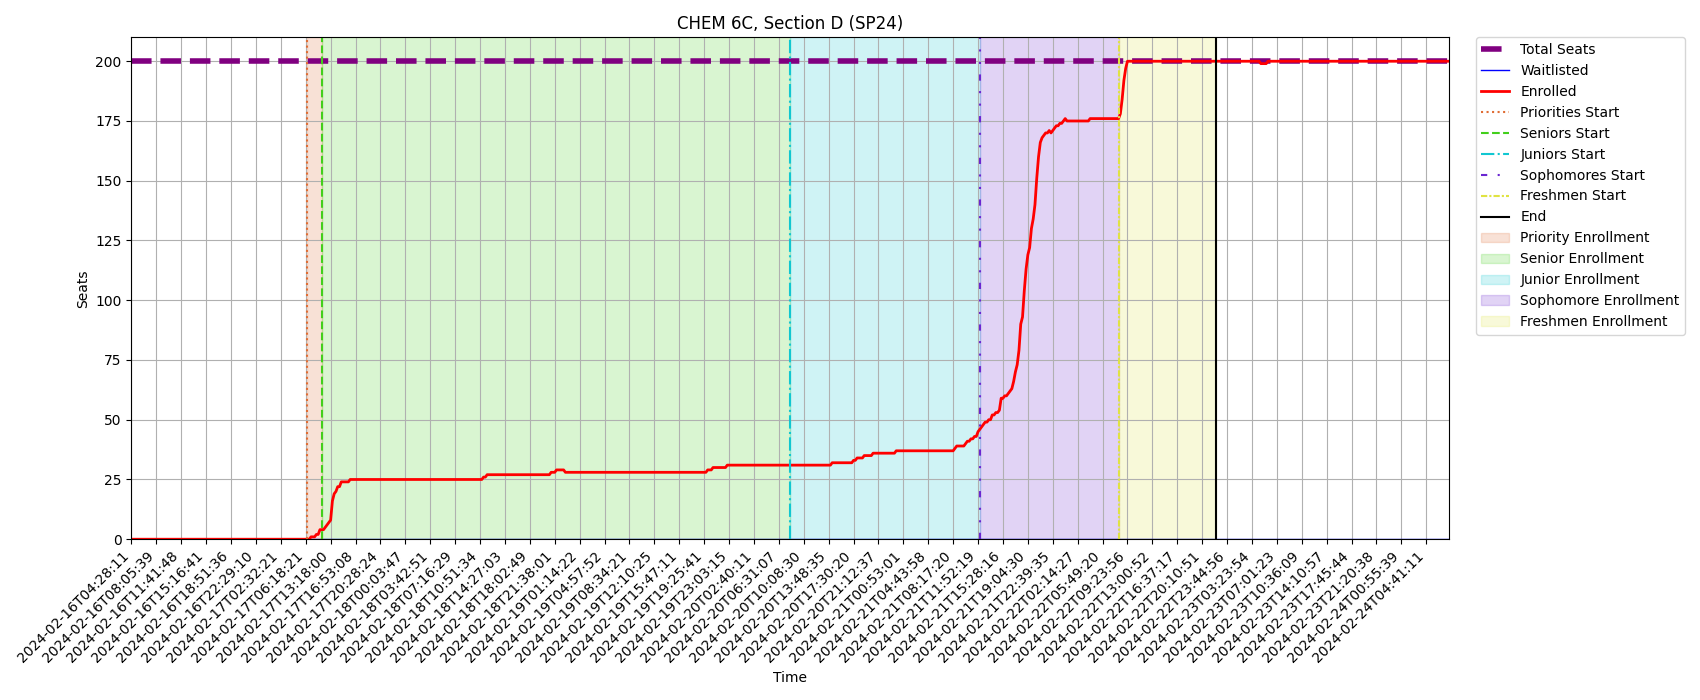 CHEM 6C, Section D (SP24)
200
175
150
125
100
75
50
25
0
Seats
2024-02-16T04:28:11
2024-02-16T08:05:39
2024-02-16T11:41:48
2024-02-16T15:16:41
2024-02-16T18:51:36
2024-02-16T22:29:10
2024-02-17T02:32:21
2024-02-17T06:18:21
2024-02-17T13:18:00
2024-02-17T16:53:08
2024-02-17T20:28:24
2024-02-18T00:03:47
2024-02-18T03:42:51
2024-02-18T07:16:29
2024-02-18T10:51:34
2024-02-18T14:27:03
2024-02-18T18:02:49
2024-02-18T21:38:01
2024-02-19T01:14:22
2024-02-19T04:57:52
2024-02-19T08:34:21
2024-02-19T12:10:25
2024-02-19T15:47:11
2024-02-19T19:25:41
2024-02-19T23:03:15
2024-02-20T02:40:11
2024-02-20T06:31:07
2024-02-20T10:08:30
2024-02-20T13:48:35
2024-02-20T17:30:20
2024-02-20T21:12:37
2024-02-21T00:53:01
2024-02-21T04:43:58
2024-02-21T08:17:20
2024-02-21T11:52:19
2024-02-21T15:28:16
2024-02-21T19:04:30
2024-02-21T22:39:35
2024-02-22T02:14:27
2024-02-22T05:49:20
2024-02-22T09:23:56
2024-02-22T13:00:52
2024-02-22T16:37:17
2024-02-22T20:10:51
2024-02-22T23:44:56
2024-02-23T03:23:54
2024-02-23T07:01:23
2024-02-23T10:36:09
2024-02-23T14:10:57
2024-02-23T17:45:44
2024-02-23T21:20:38
2024-02-24T00:55:39
2024-02-24T04:41:11
Time
Total Seats
Waitlisted
Enrolled
Priorities Start
Seniors Start
Juniors Start
Sophomores Start
Freshmen Start
End
Priority Enrollment
Senior Enrollment
Junior Enrollment
Sophomore Enrollment
Freshmen Enrollment